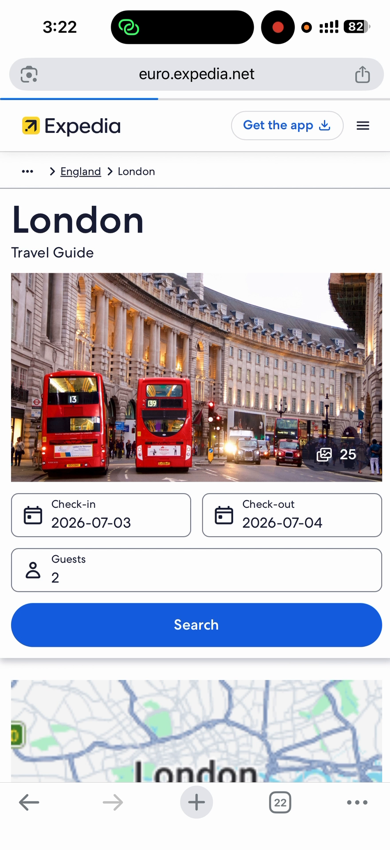 3:22
82
euro.expedia.net
Expedia
Get the app
England
London
London
Travel Guide
13
25
Check-in
2026-07-03
Check-out
2026-07-04
Guests
2
Search
London
22